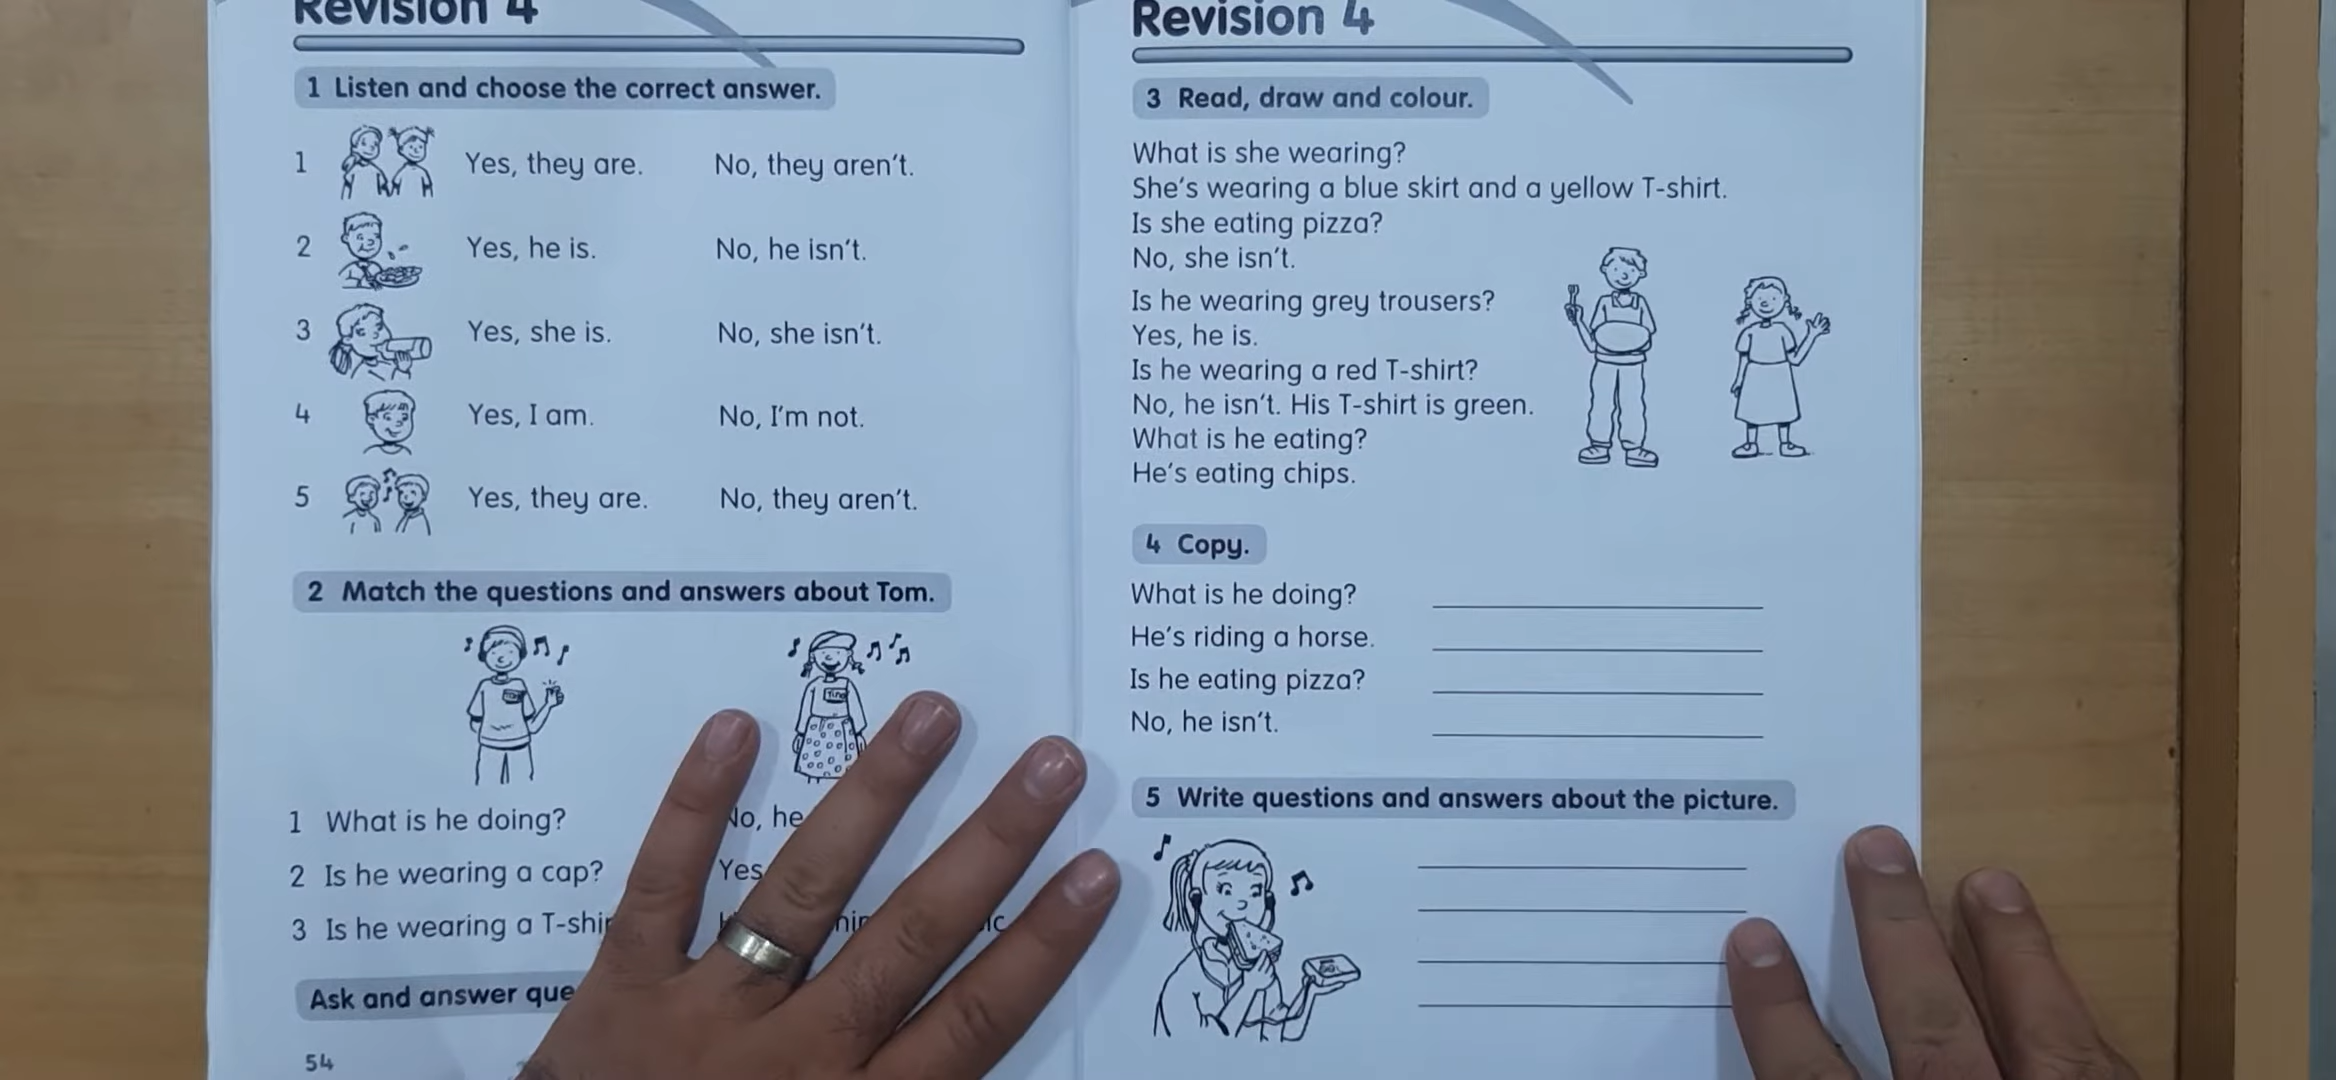 Revision 4
1 Listen and choose the correct answer.
1 Yes, they are. No, they aren't.
2 Yes, he is. No, he isn't.
3 Yes, she is. No, she isn't.
4 Yes, I am. No, I'm not.
5 Yes, they are. No, they aren't.
2 Match the questions and answers about Tom.
Tina
1 What is he doing? No, he
2 Is he wearing a cap? Yes
3 Is he wearing a
Ask and answer
54
Revision 4
3 Read, draw and colour.
What is she wearing?
She's wearing a blue skirt and a yellow T-shirt.
Is she eating pizza?
No, she isn't.
Is he wearing grey trousers?
Yes, he is.
Is he wearing a red T-shirt?
No, he isn't. His T-shirt is green.
What is he eating?
He's eating chips.
4 Copy.
What is he doing?
He's riding a horse.
Is he eating pizza?
No, he isn't.
5 Write questions and answers about the picture.